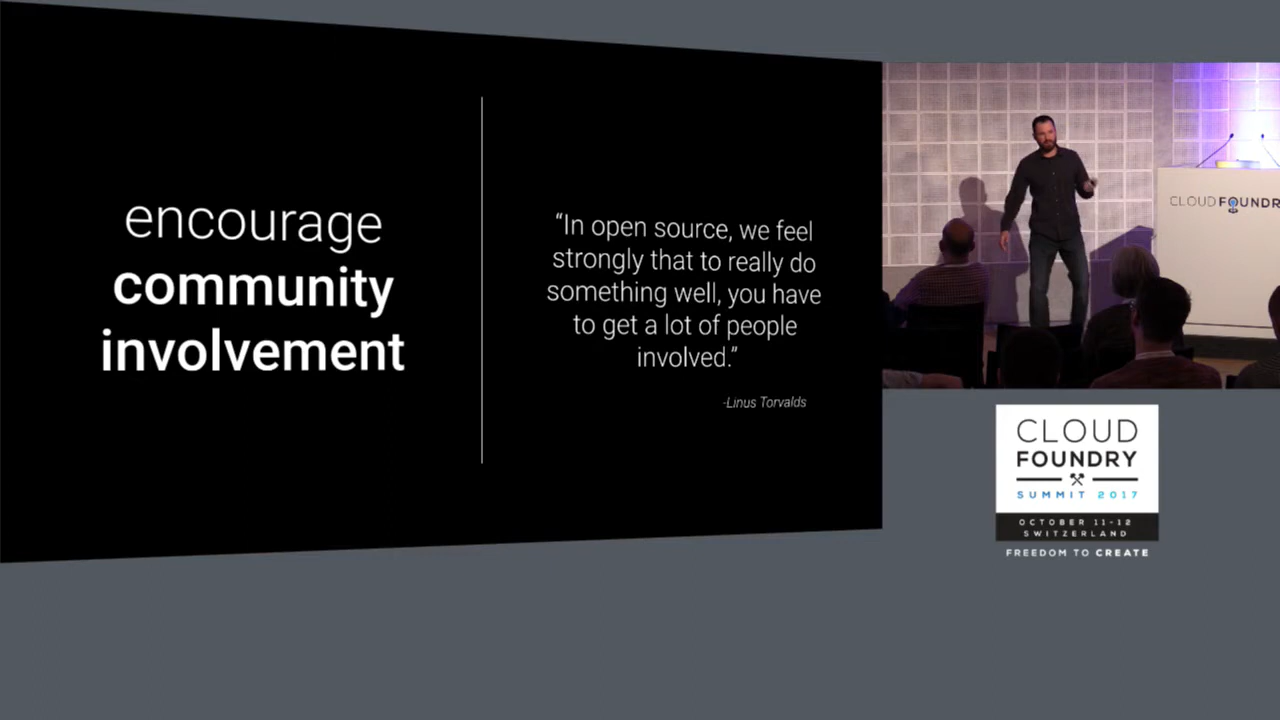 encourage
community
involvement
“In open source, we feel
strongly that to really do
something well, you have
to get a lot of people
involved.”
-Linus Torvalds
CLOUD FOUNDR
CLOUD
FOUNDRY
SUMMIT 2017
OCTOBER 11-12
SWITZERLAND
FREEDOM TO CREATE